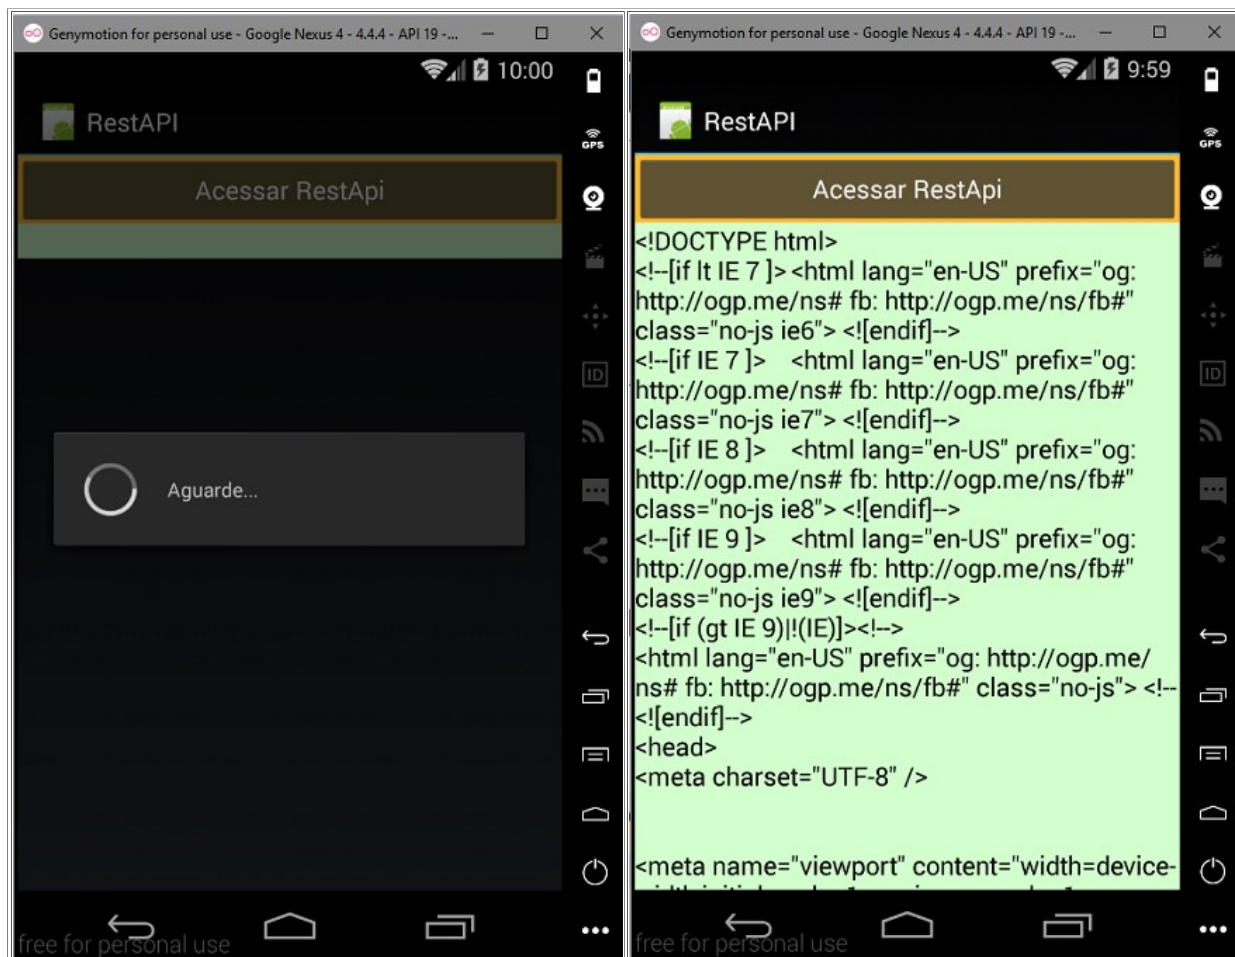 Genymotion for personal use - Google Nexus 4 - 4.4.4 - API 19 -...
10:00
RestAPI
GPS
Acessar RestApi
ID
Aguarde...
free for personal use
Genymotion for personal use - Google Nexus 4 - 4.4.4 - API 19 -...
9:59
RestAPI
GPS
Acessar RestApi
ID
<!DOCTYPE html>
<!--[if lt IE 7 ]> <html lang="en-US" prefix="og:
http://ogp.me/ns# fb: http://ogp.me/ns/fb#"
class="no-js ie6"> <![endif]-->
<!--[if IE 7 ]>    <html lang="en-US" prefix="og:
http://ogp.me/ns# fb: http://ogp.me/ns/fb#"
class="no-js ie7"> <![endif]-->
<!--[if IE 8 ]>    <html lang="en-US" prefix="og:
http://ogp.me/ns# fb: http://ogp.me/ns/fb#"
class="no-js ie8"> <![endif]-->
<!--[if IE 9 ]>    <html lang="en-US" prefix="og:
http://ogp.me/ns# fb: http://ogp.me/ns/fb#"
class="no-js ie9"> <![endif]-->
<!--[if (gt IE 9)|!(IE)]><!-->
<html lang="en-US" prefix="og: http://ogp.me/
ns# fb: http://ogp.me/ns/fb#" class="no-js"> <!--
<![endif]-->
<head>
<meta charset="UTF-8" />
<meta name="viewport" content="width=device-
free for personal use